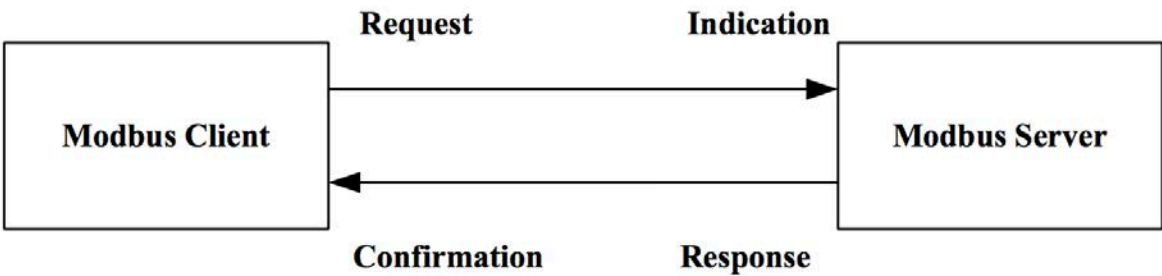 Request Indication
Modbus Client Modbus Server
Confirmation Response